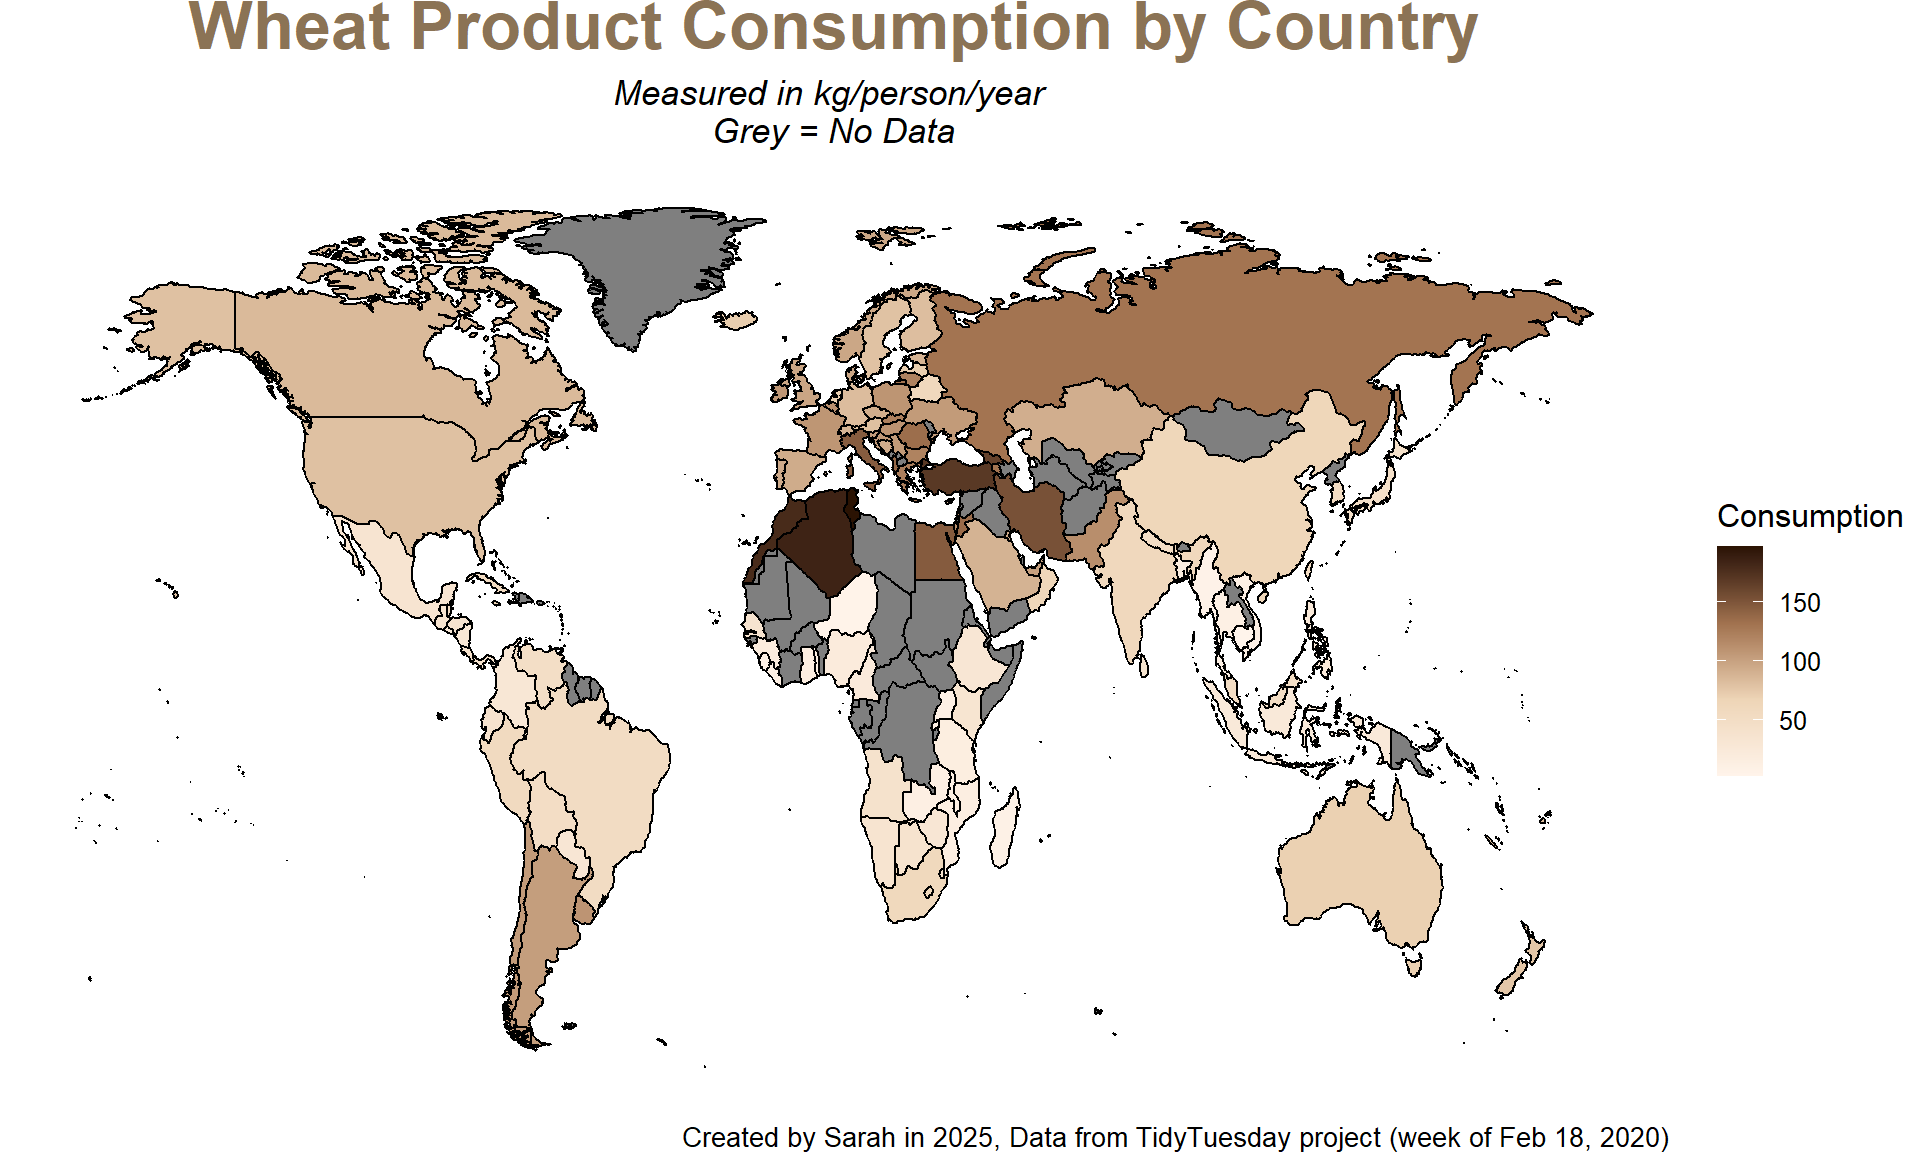 Wheat Product Consumption by Country
Measured in kg/person/year
Grey = No Data
Consumption
150
100
50
Created by Sarah in 2025, Data from TidyTuesday project (week of Feb 18, 2020)